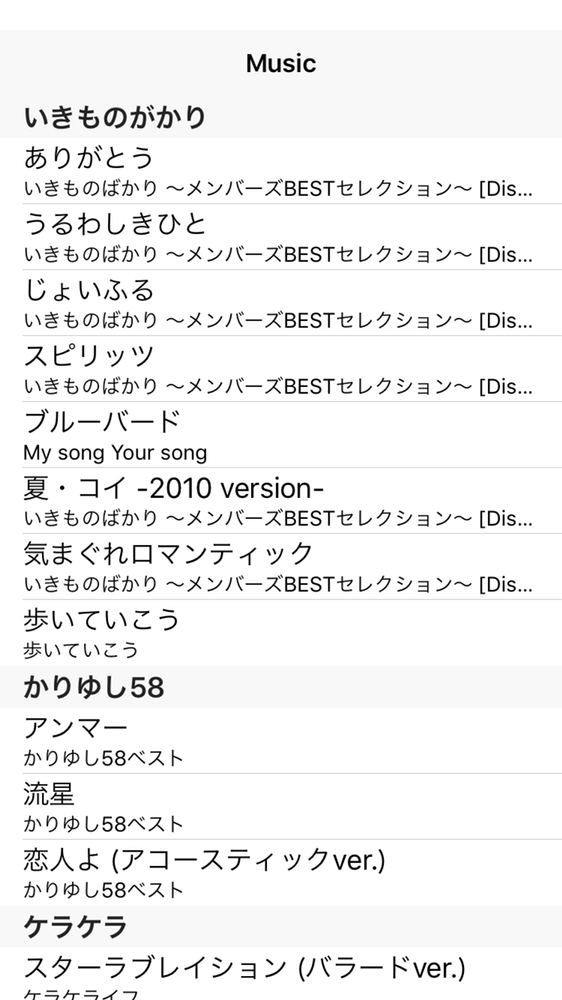 Music
いきものがかり
ありがとう
いきものばかり 〜メンバーズBESTセレクション〜 [Dis...
うるわしきひと
いきものばかり 〜メンバーズBESTセレクション〜 [Dis...
じょいふる
いきものばかり 〜メンバーズBESTセレクション〜 [Dis...
スピリッツ
いきものばかり 〜メンバーズBESTセレクション〜 [Dis...
ブルーバード
My song Your song
夏・コイ -2010 version-
いきものばかり 〜メンバーズBESTセレクション〜 [Dis...
気まぐれロマンティック
いきものばかり 〜メンバーズBESTセレクション〜 [Dis...
歩いていこう
歩いていこう
かりゆし58
アンマー
かりゆし58ベスト
流星
かりゆし58ベスト
恋人よ (アコースティックver.)
かりゆし58ベスト
ケラケラ
スターラブレイション (バラードver.)
ケラケライフ